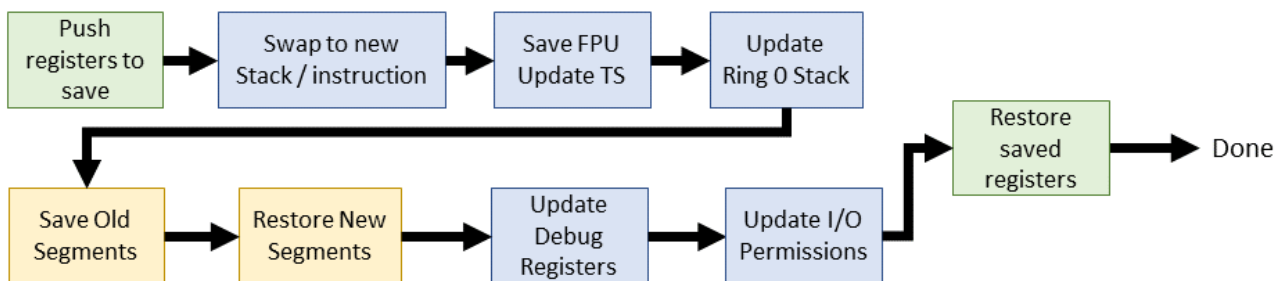 Push
registers to
save
Swap to new
Stack / instruction
Save FPU
Update TS
Update
Ring 0 Stack
Restore
saved
registers
Done
Save Old
Segments
Restore New
Segments
Update
Debug
Registers
Update I/O
Permissions